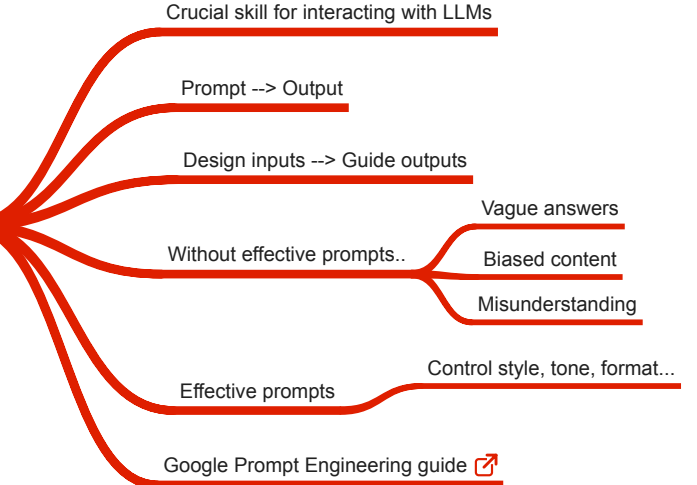 Crucial skill for interacting with LLMs
Prompt --> Output
Design inputs --> Guide outputs
Without effective prompts..
Vague answers
Biased content
Misunderstanding
Effective prompts
Control style, tone, format...
Google Prompt Engineering guide